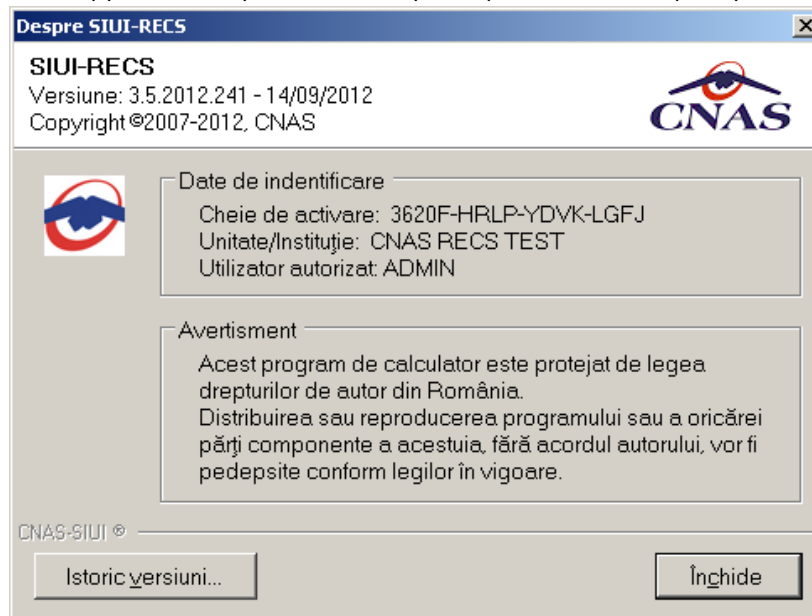 Despre SIUI-RECS
SIUI-RECS
Versiune: 3.5.2012.241 - 14/09/2012
Copyright ©2007-2012, CNAS
CNAS
Date de indentificare
Cheie de activare: 3620F-HRLP-YDVK-LGFJ
Unitate/Instituţie: CNAS RECS TEST
Utilizator autorizat: ADMIN
Avertisment
Acest program de calculator este protejat de legea
drepturilor de autor din România.
Distribuirea sau reproducerea programului sau a oricărei
părţi componente a acestuia, fără acordul autorului, vor fi
pedepsite conform legilor în vigoare.
CNAS-SIUI ®
Istoric versiuni...
Închide